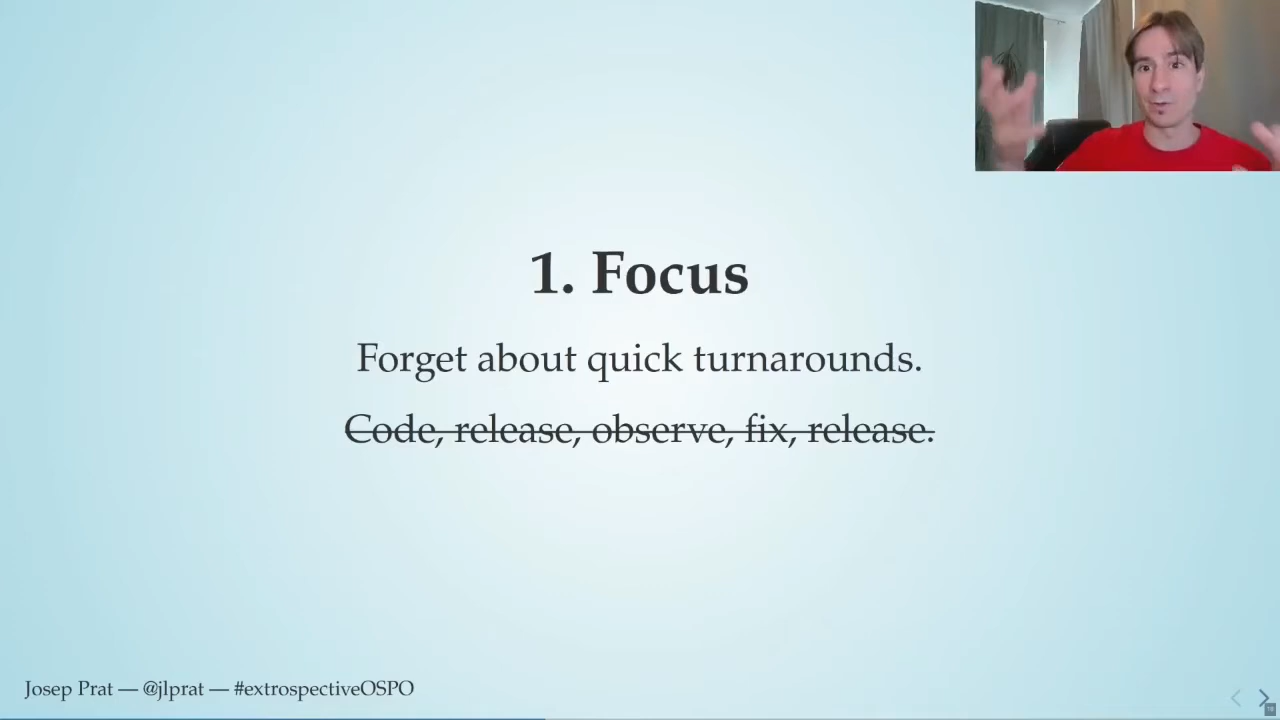 1. Focus
Forget about quick turnarounds.
Code, release, observe, fix, release.
Josep Prat — @jlprat — #extrospectiveOSPO